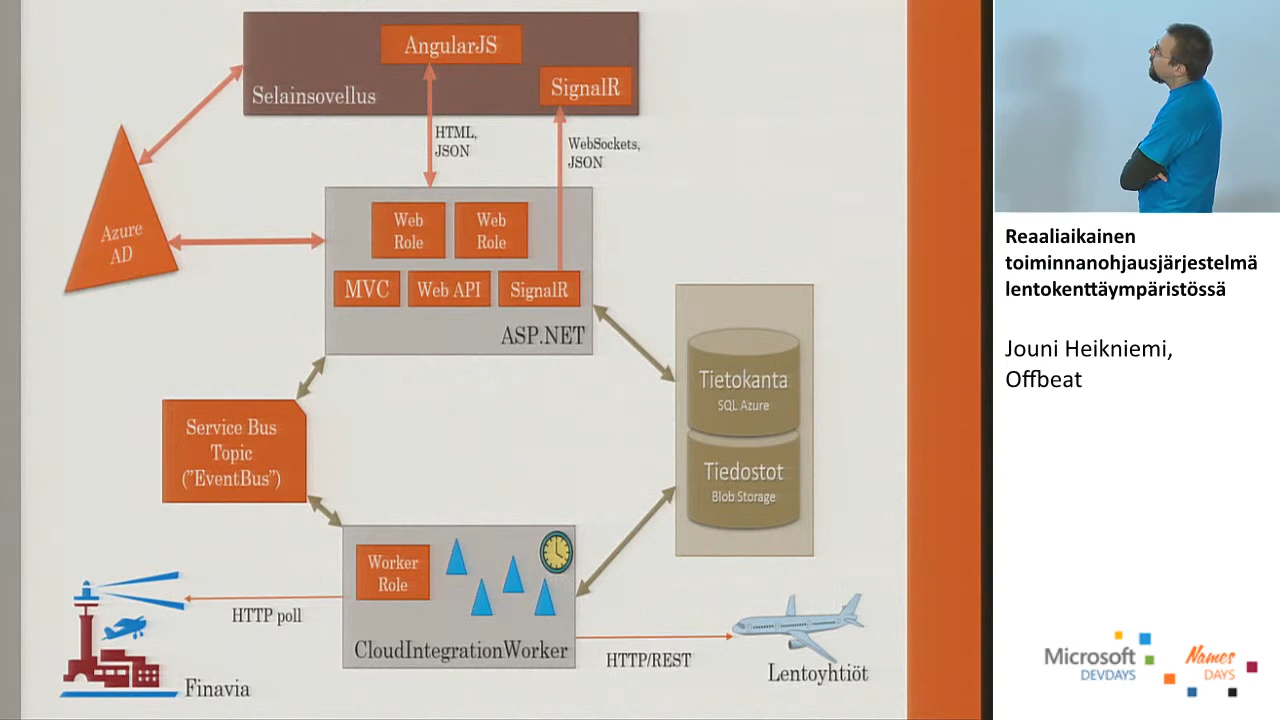 AngularJS
SignalR
Selainsovellus
HTML,
JSON
WebSockets,
JSON
Azure
AD
Web
Role
Web
Role
MVC
Web API
SignalR
ASP.NET
Tietokanta
SQL Azure
Tiedostot
Blob Storage
Service Bus
Topic
("EventBus")
Worker
Role
CloudIntegrationWorker
HTTP poll
HTTP/REST
Finavia
Lentoyhtiöt
Reaaliaikainen
toiminnanohjausjärjestelmä
lentokenttäympäristössä
Jouni Heikniemi,
Offbeat
Microsoft
DEVDAYS
Names
DAYS